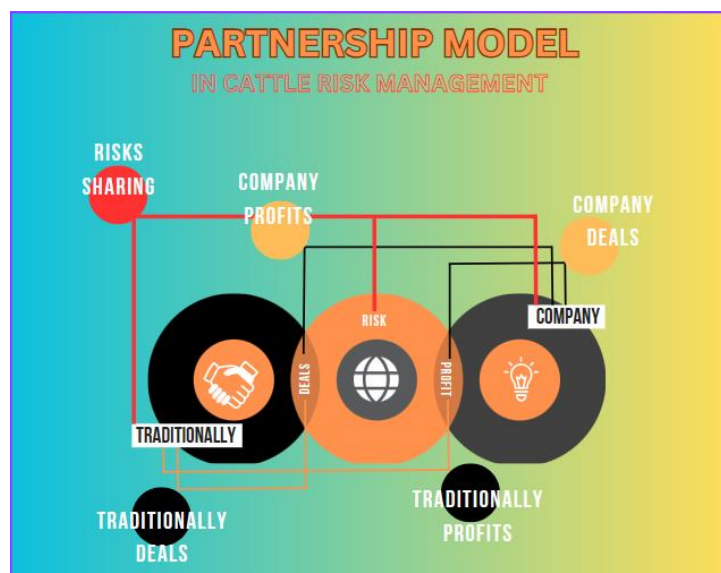 PARTNERSHIP MODEL
IN CATTLE RISK MANAGEMENT
RISKS
SHARING
COMPANY
PROFITS
COMPANY
DEALS
RISK
COMPANY
DEALS
PROFIT
TRADITIONALLY
TRADITIONALLY
DEALS
TRADITIONALLY
PROFITS